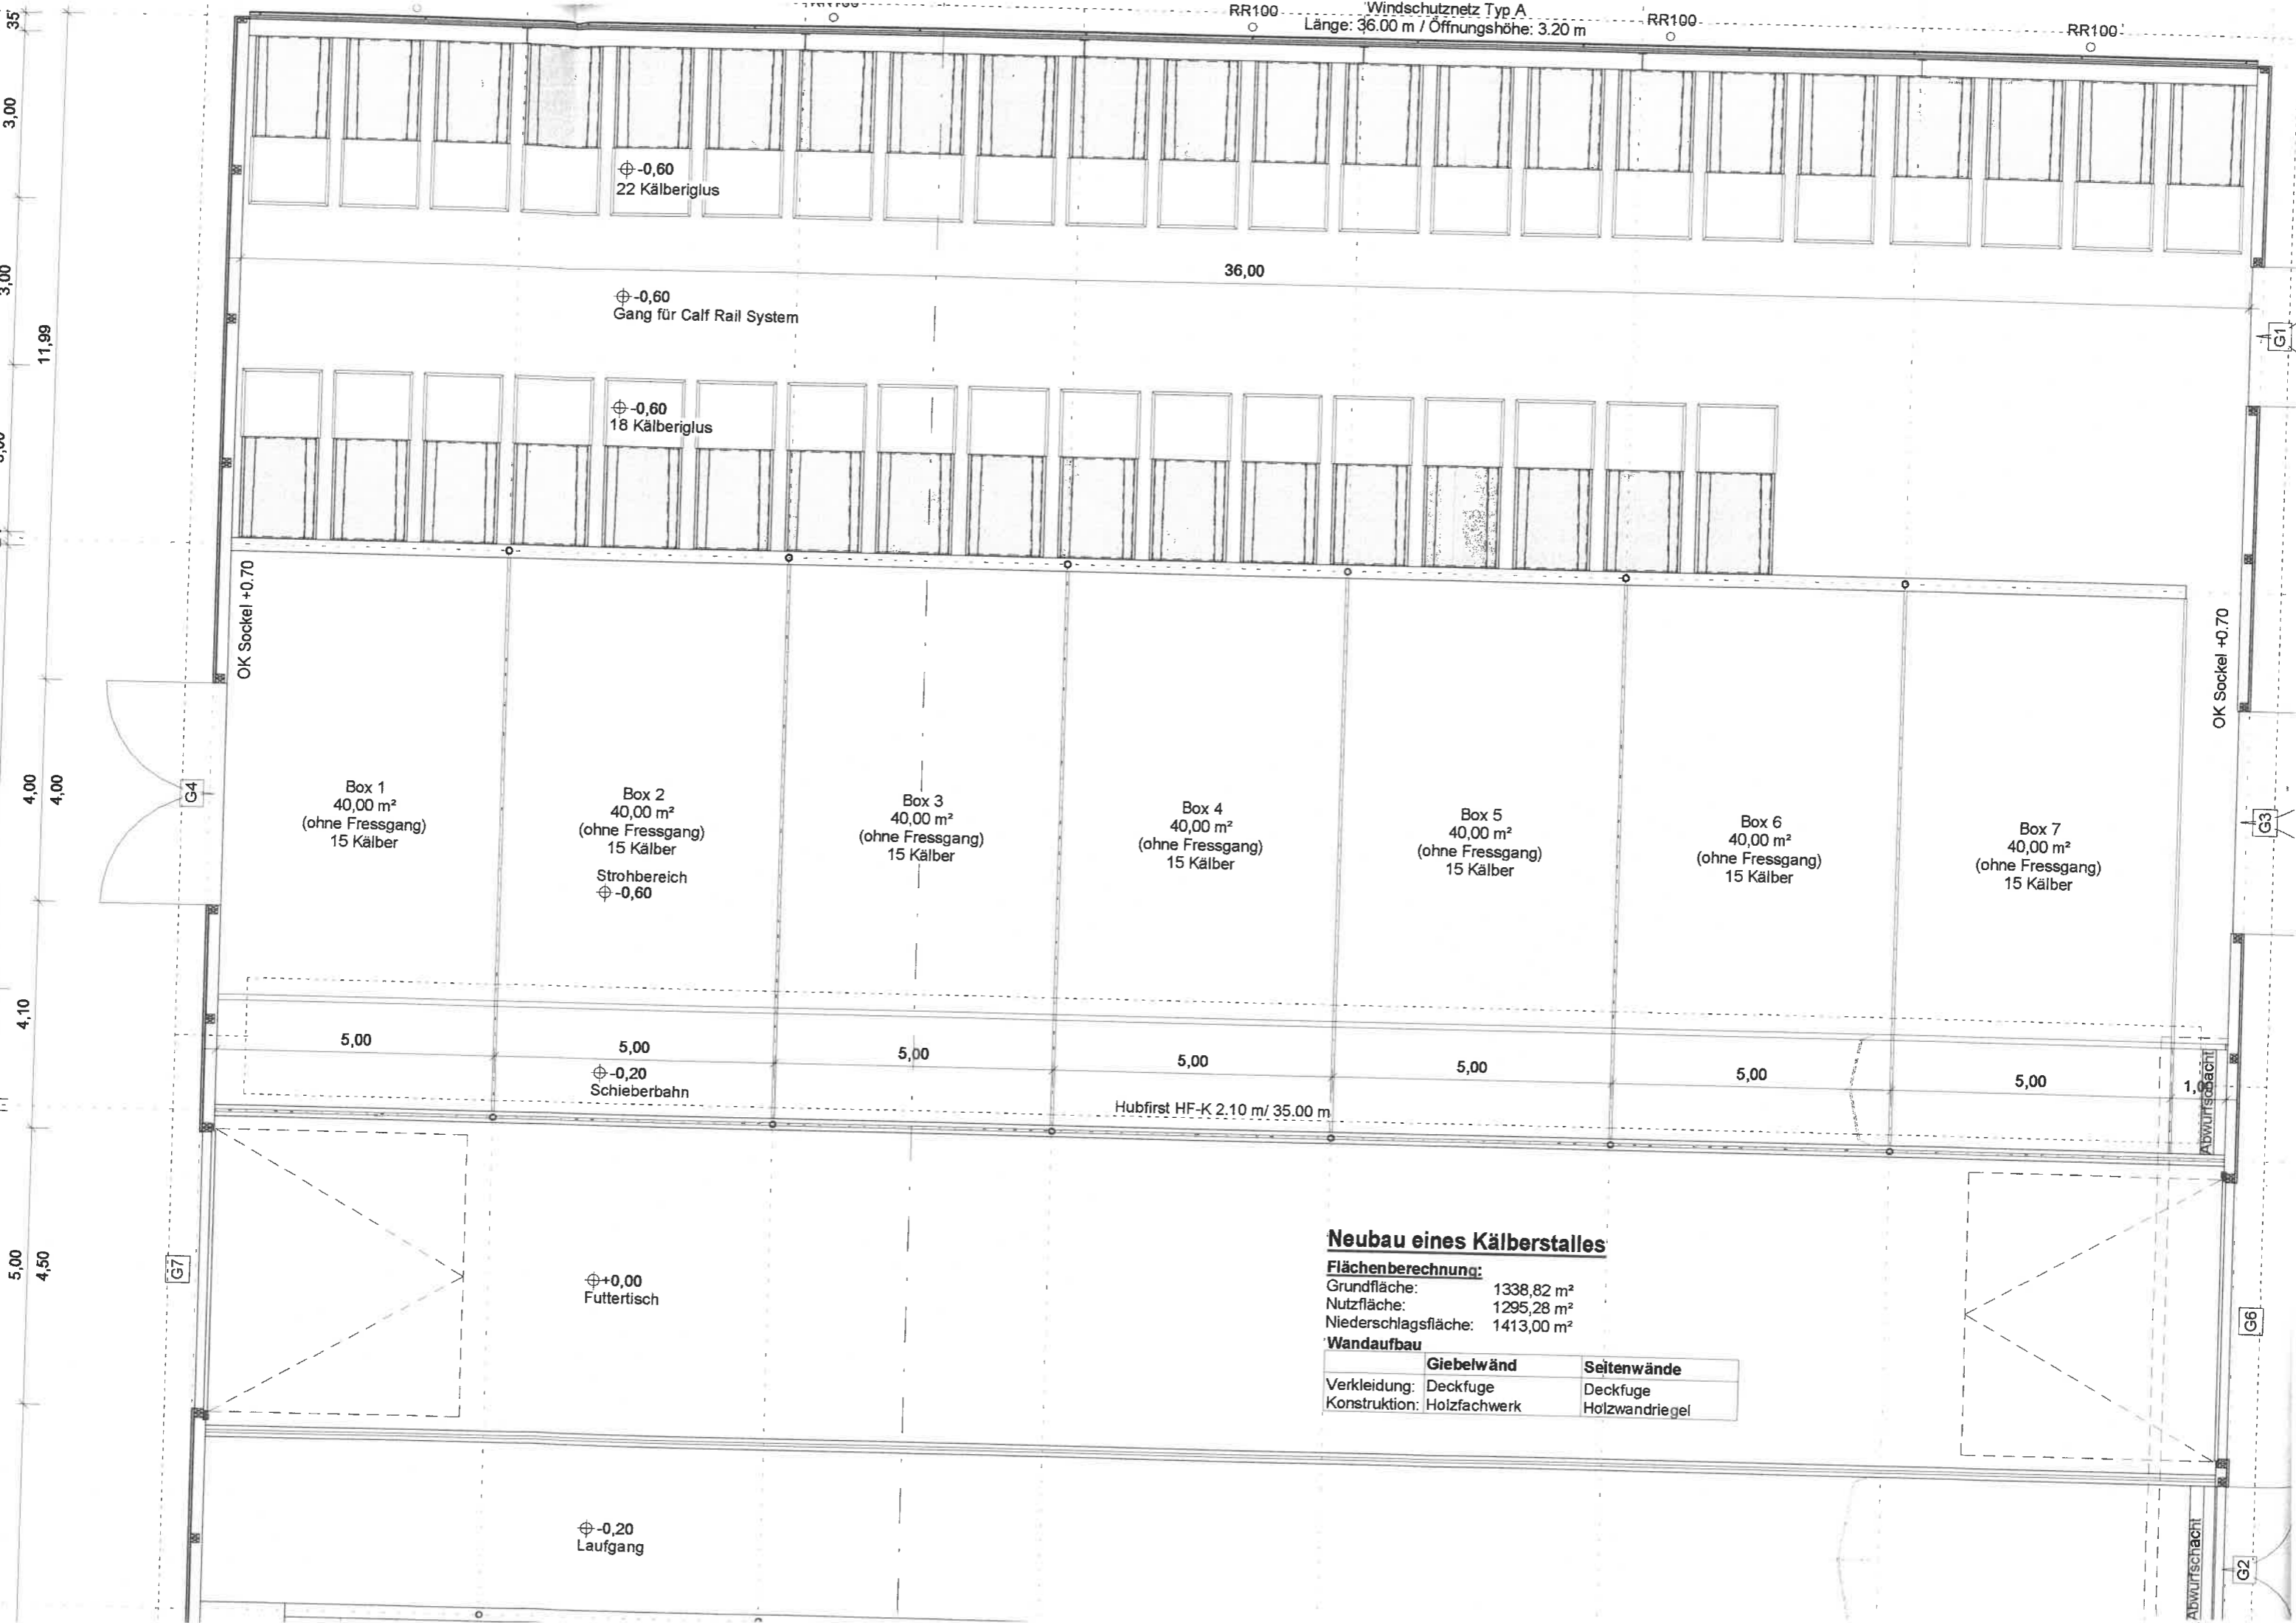 RR100
Windschutznetz Typ A
Länge: 36.00 m / Öffnungshöhe: 3.20 m
RR100
RR100
35
3,00
3,00
11,99
4,00
4,00
4,10
5,00
4,50
-0,60
22 Kälberiglus
36,00
-0,60
Gang für Calf Rail System
G1
-0,60
18 Kälberiglus
OK Sockel +0.70
OK Sockel +0.70
G4
G3
Box 1
40,00 m²
(ohne Fressgang)
15 Kälber
Box 2
40,00 m²
(ohne Fressgang)
15 Kälber
Strohbereich
-0,60
Box 3
40,00 m²
(ohne Fressgang)
15 Kälber
Box 4
40,00 m²
(ohne Fressgang)
15 Kälber
Box 5
40,00 m²
(ohne Fressgang)
15 Kälber
Box 6
40,00 m²
(ohne Fressgang)
15 Kälber
Box 7
40,00 m²
(ohne Fressgang)
15 Kälber
5,00
5,00
5,00
5,00
5,00
5,00
5,00
-0,20
Schieberbahn
Hubfirst HF-K 2.10 m/ 35.00 m
Abwurfschacht
G7
+0,00
Futtertisch
Neubau eines Kälberstalles
Flächenberechnung:
Grundfläche: 1338,82 m²
Nutzfläche: 1295,28 m²
Niederschlagsfläche: 1413,00 m²
Wandaufbau
Giebelwänd Seitenwände
Verkleidung: Deckfuge Deckfuge
Konstruktion: Holzfachwerk Holzwandriegel
G6
-0,20
Laufgang
Abwurfschacht
G2